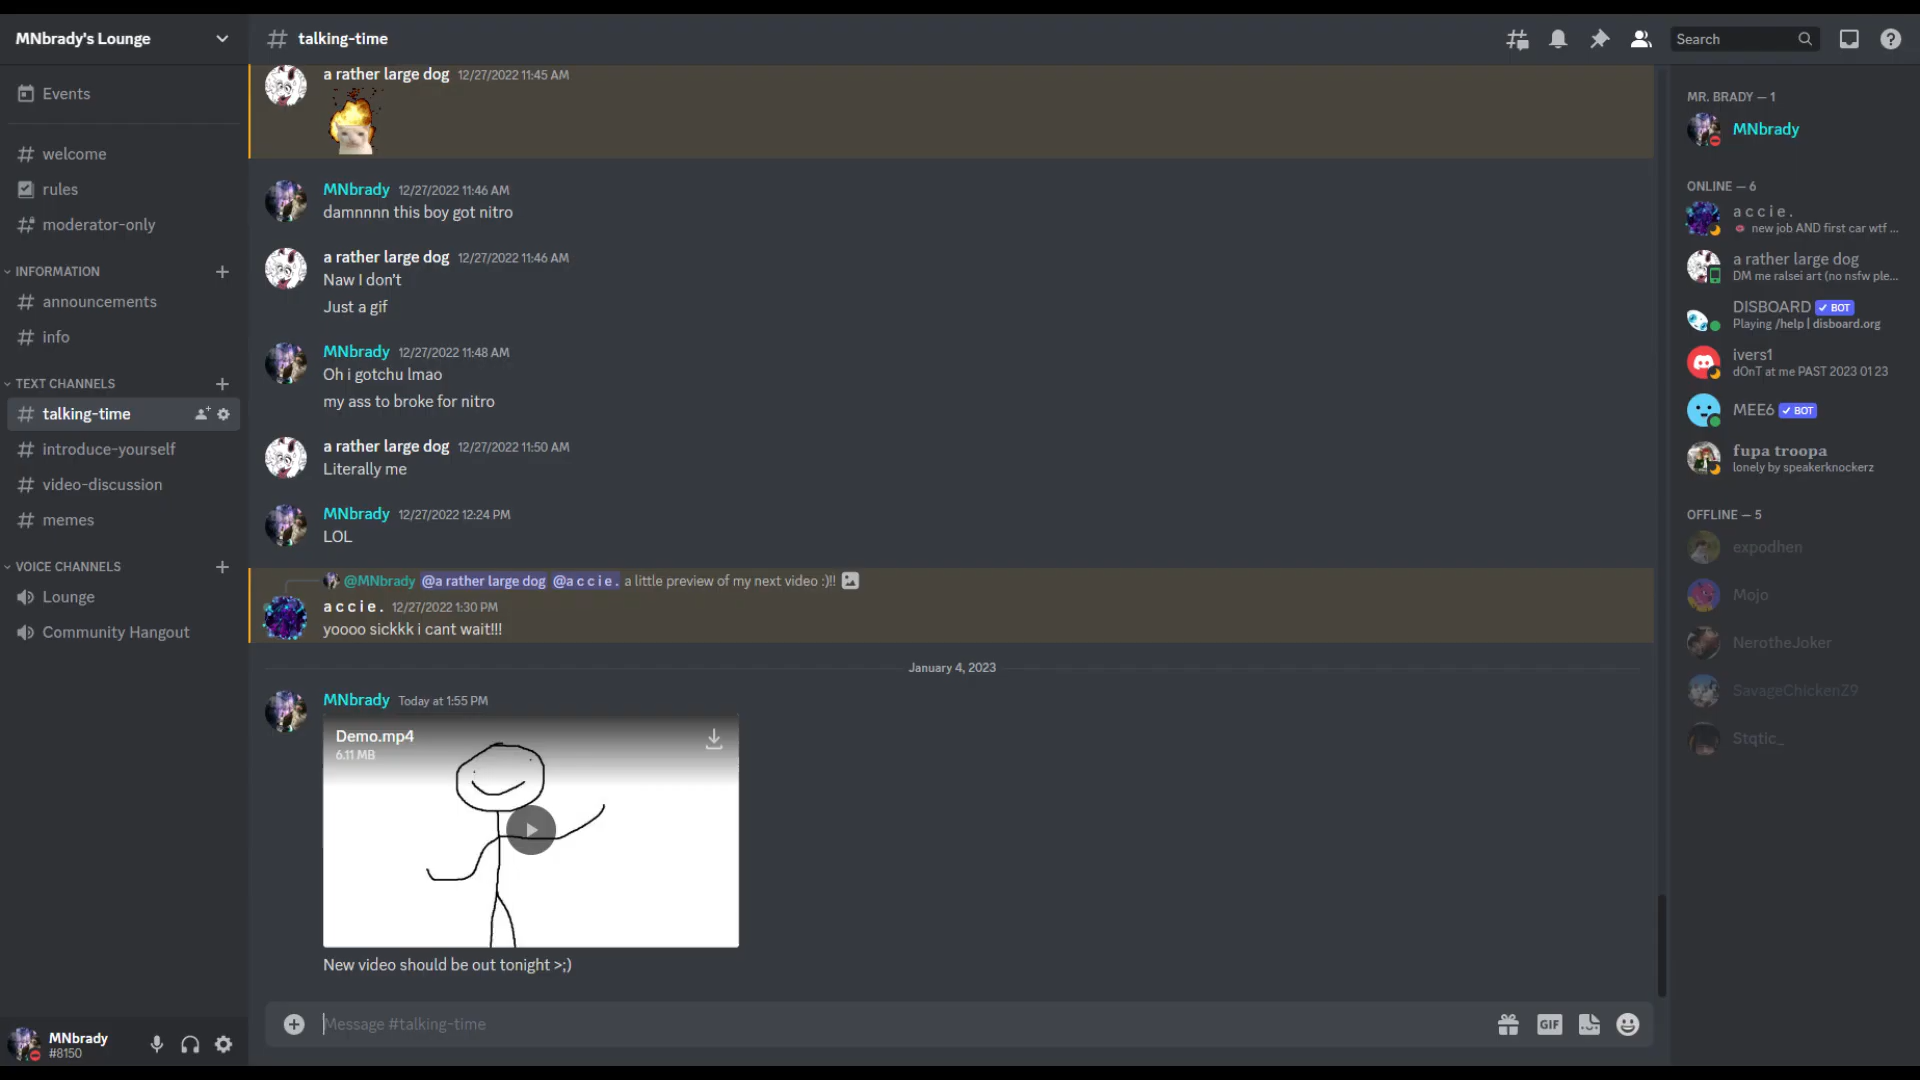 MNbrady's Lounge
Events
welcome
rules
moderator-only
INFORMATION
announcements
info
TEXT CHANNELS
talking-time
introduce-yourself
video-discussion
memes
VOICE CHANNELS
Lounge
Community Hangout
MNbrady
#8150
talking-time
a rather large dog 12/27/2022 11:45 AM
MNbrady 12/27/2022 11:46 AM
damnnnn this boy got nitro
a rather large dog 12/27/2022 11:46 AM
Naw I don't
Just a gif
MNbrady 12/27/2022 11:48 AM
Oh i gotchu lmao
my ass to broke for nitro
a rather large dog 12/27/2022 11:50 AM
Literally me
MNbrady 12/27/2022 12:24 PM
LOL
@MNbrady @a rather large dog @a c c i e . a little preview of my next video :)!!
a c c i e . 12/27/2022 1:30 PM
yoooo sickkk i cant wait!!!
January 4, 2023
MNbrady Today at 1:55 PM
Demo.mp4
6.11 MB
New video should be out tonight >;)
Message #talking-time
GIF
Search
MR. BRADY — 1
MNbrady
ONLINE — 6
a c c i e .
new job AND first car wtf ...
a rather large dog
DM me ralsei art (no nsfw ple...
DISBOARD ✓ BOT
Playing /help | disboard.org
ivers1
dOnT at me PAST 2023 01 23
MEE6 ✓ BOT
fupa troopa
lonely by speakerknockerz
OFFLINE — 5
expodhen
Mojo
NerotheJoker
SavageChickenZ9
Stqtic_